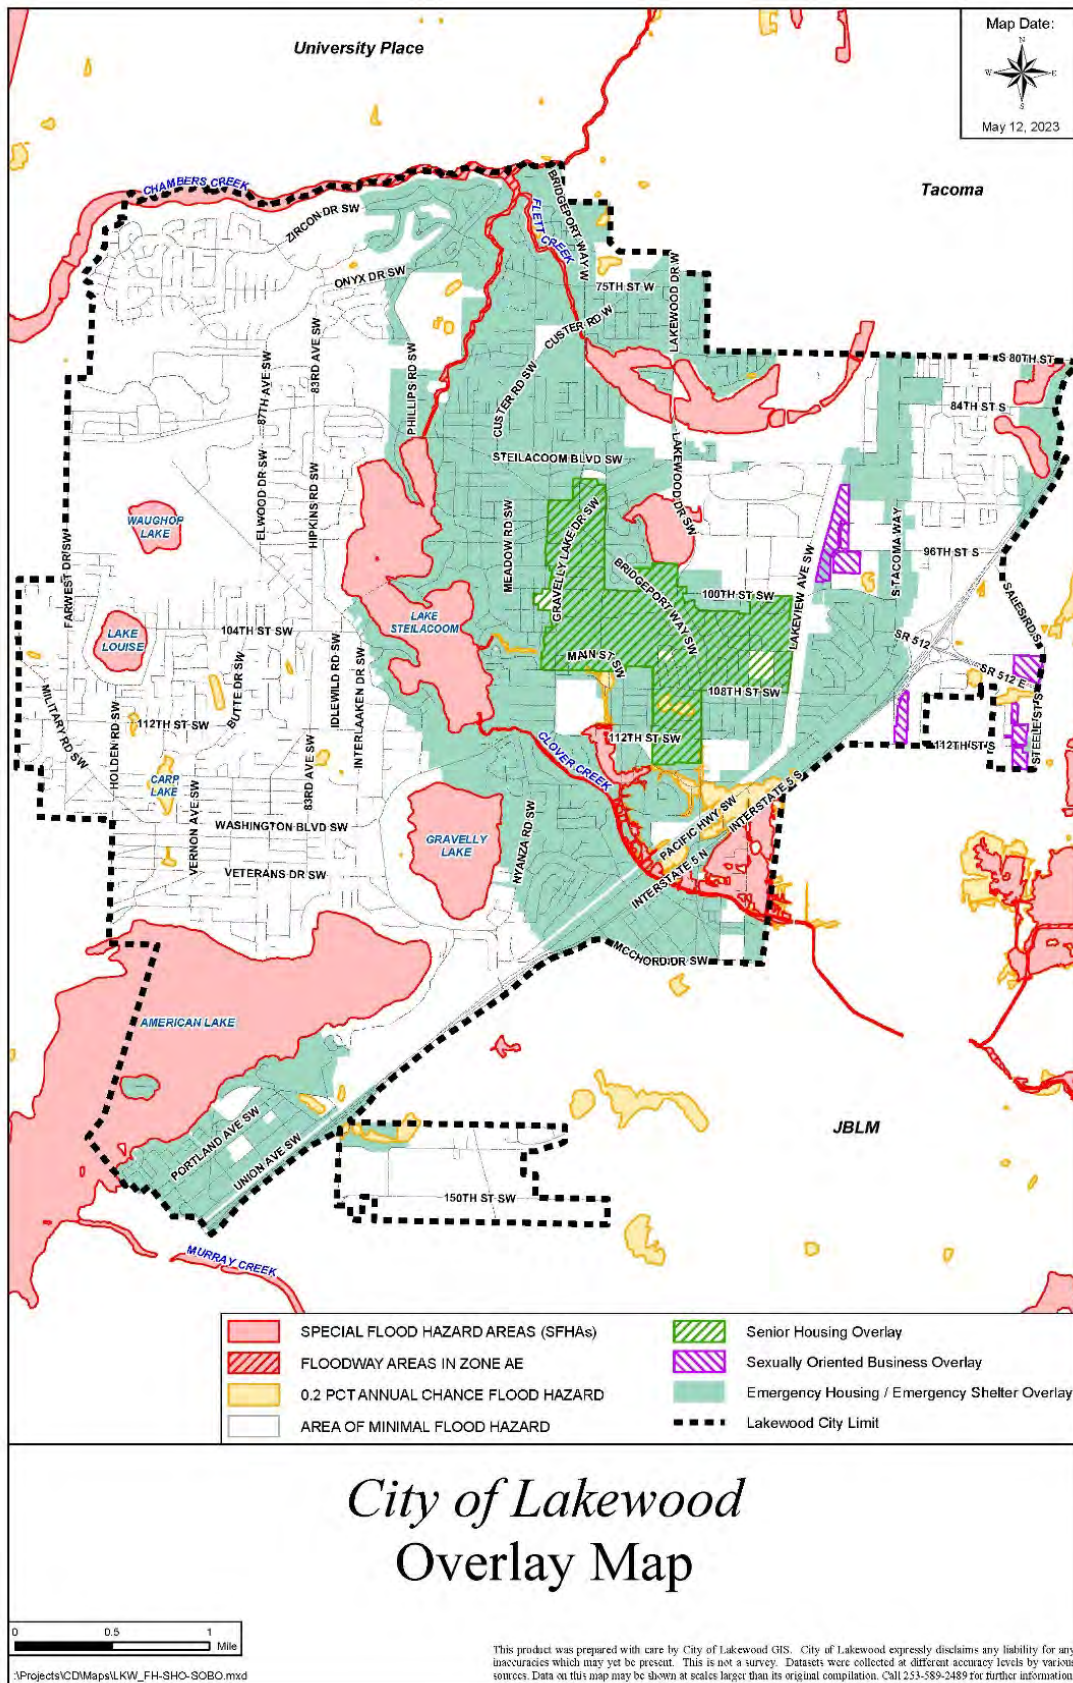 University Place
Map Date:
N
W
E
S
May 12, 2023
Tacoma
CHAMBERS CREEK
ZIRCON DR SW
FLETT CREEK
BRIDGEPORT WAY W
ONYX DR SW
75TH ST W
LAKEWOOD DR W
CUSTER RD W
S 80TH ST
87TH AVE SW
83RD AVE SW
PHILLIPS RD SW
CUSTER RD SW
84TH ST S
STEILACOOM BLVD SW
LAKEWOOD DR SW
ELWOOD DR SW
HIPKINS RD SW
MEADOW RD SW
GRAVELLY LAKE DR SW
WAUGHOP
LAKE
FARWEST DR SW
S TACOMA WAY
96TH ST S
BRIDGEPORT WAY SW
100TH ST SW
LAKEVIEW AVE SW
SALES RD S
LAKE
STEILACOOM
LAKE
LOUISE
104TH ST SW
IDLEWILD RD SW
INTERLAAKEN DR SW
MAIN ST SW
SR 512
SR 512 E
MILITARY RD SW
HOLDEN RD SW
BUTTE DR SW
108TH ST SW
112TH ST SW
CLOVER CREEK
112TH ST SW
112TH ST S
STEELE ST S
CARP
LAKE
VERNON AVE SW
83RD AVE SW
WASHINGTON BLVD SW
GRAVELLY
LAKE
NYANZA RD SW
PACIFIC HWY SW
INTERSTATE 5 S
INTERSTATE 5 N
VETERANS DR SW
MCCHORD DR SW
AMERICAN LAKE
PORTLAND AVE SW
UNION AVE SW
JBLM
150TH ST SW
MURRAY CREEK
SPECIAL FLOOD HAZARD AREAS (SFHAs)
FLOODWAY AREAS IN ZONE AE
0.2 PCT ANNUAL CHANCE FLOOD HAZARD
AREA OF MINIMAL FLOOD HAZARD
Senior Housing Overlay
Sexually Oriented Business Overlay
Emergency Housing / Emergency Shelter Overlay
Lakewood City Limit
City of Lakewood
Overlay Map
0 0.5 1
Mile
:\Projects\CD\Maps\LKW_FH-SHO-SOBO.mxd
This product was prepared with care by City of Lakewood GIS. City of Lakewood expressly disclaims any liability for any
inaccuracies which may yet be present. This is not a survey. Datasets were collected at different accuracy levels by various
sources. Data on this map may be shown at scales larger than its original compilation. Call 253-589-2489 for further information.